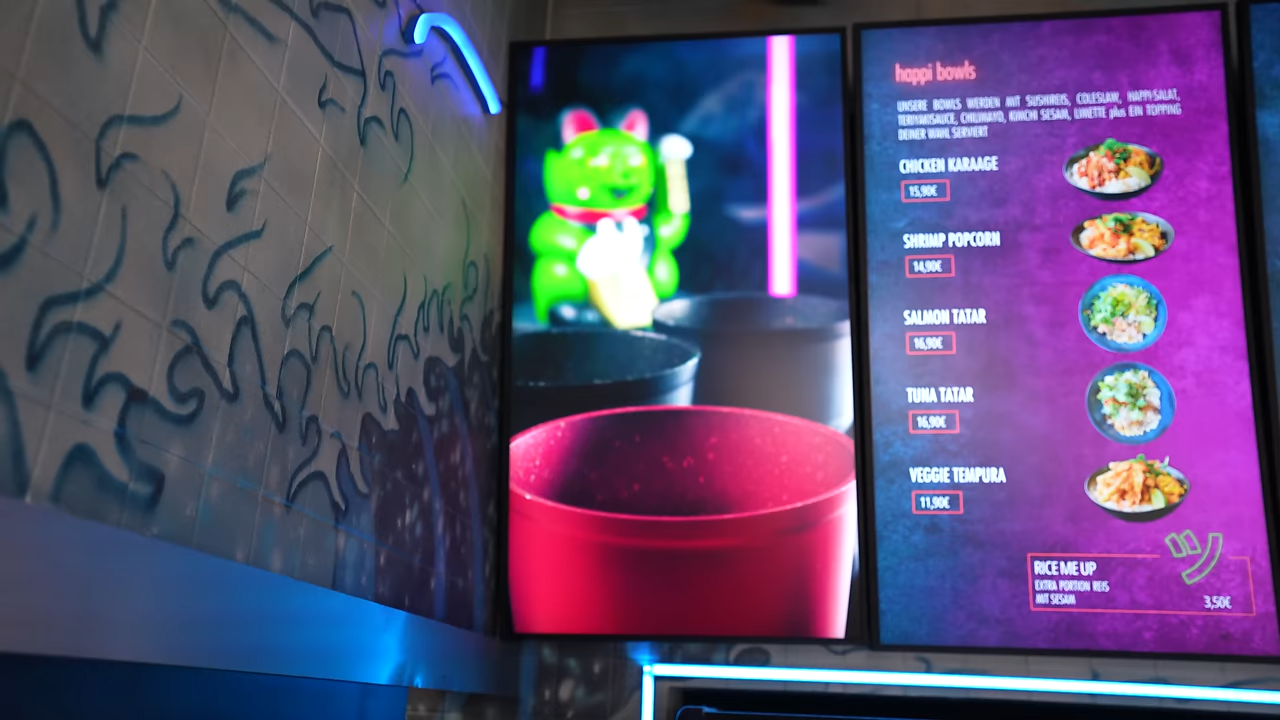 happi bowls
UNSERE BOWLS WERDEN MIT SUSHIREIS, COLESLAW, HAPPI-SALAT,
TERIYAKISAUCE, CHILIMAYO, KIMCHI SESAM, LIMETTE plus EIN TOPPING
DEINER WAHL SERVIERT
CHICKEN KARAAGE
15,90€
SHRIMP POPCORN
14,90€
SALMON TATAR
16,90€
TUNA TATAR
16,90€
VEGGIE TEMPURA
11,90€
ツ
RICE ME UP
EXTRA PORTION REIS
MIT SESAM
3,50€